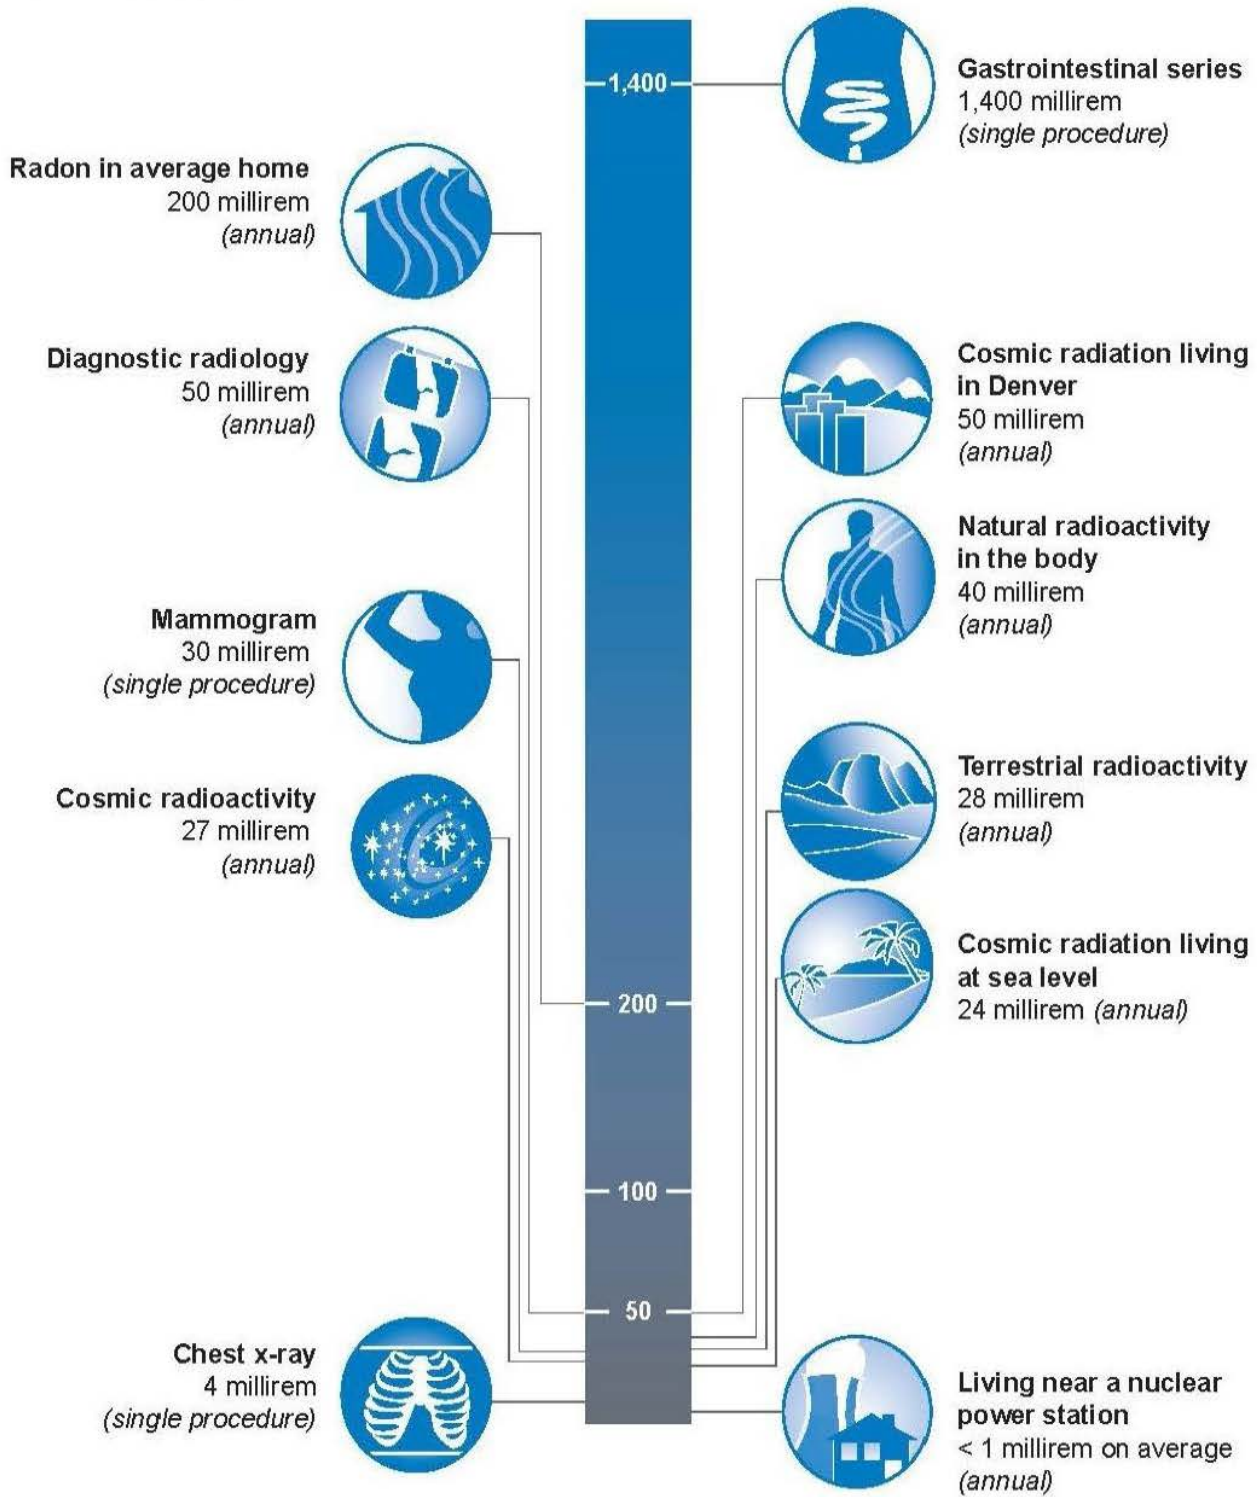 1,400
Gastrointestinal series
1,400 millirem
(single procedure)
Radon in average home
200 millirem
(annual)
Diagnostic radiology
50 millirem
(annual)
Cosmic radiation living
in Denver
50 millirem
(annual)
Natural radioactivity
in the body
40 millirem
(annual)
Mammogram
30 millirem
(single procedure)
Terrestrial radioactivity
28 millirem
(annual)
Cosmic radioactivity
27 millirem
(annual)
Cosmic radiation living
at sea level
24 millirem (annual)
200
100
50
Chest x-ray
4 millirem
(single procedure)
Living near a nuclear
power station
< 1 millirem on average
(annual)